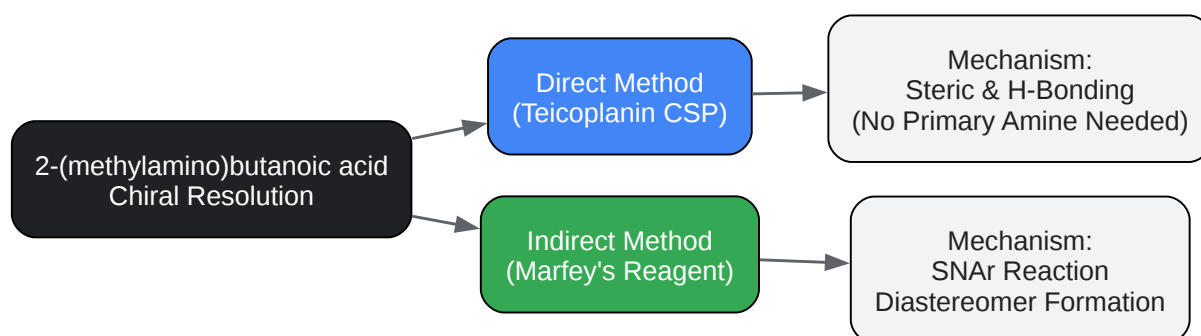 2-(methylamino)butanoic acid
Chiral Resolution
Direct Method
(Teicoplanin CSP)
Mechanism:
Steric & H-Bonding
(No Primary Amine Needed)
Indirect Method
(Marfey's Reagent)
Mechanism:
SNAr Reaction
Diastereomer Formation